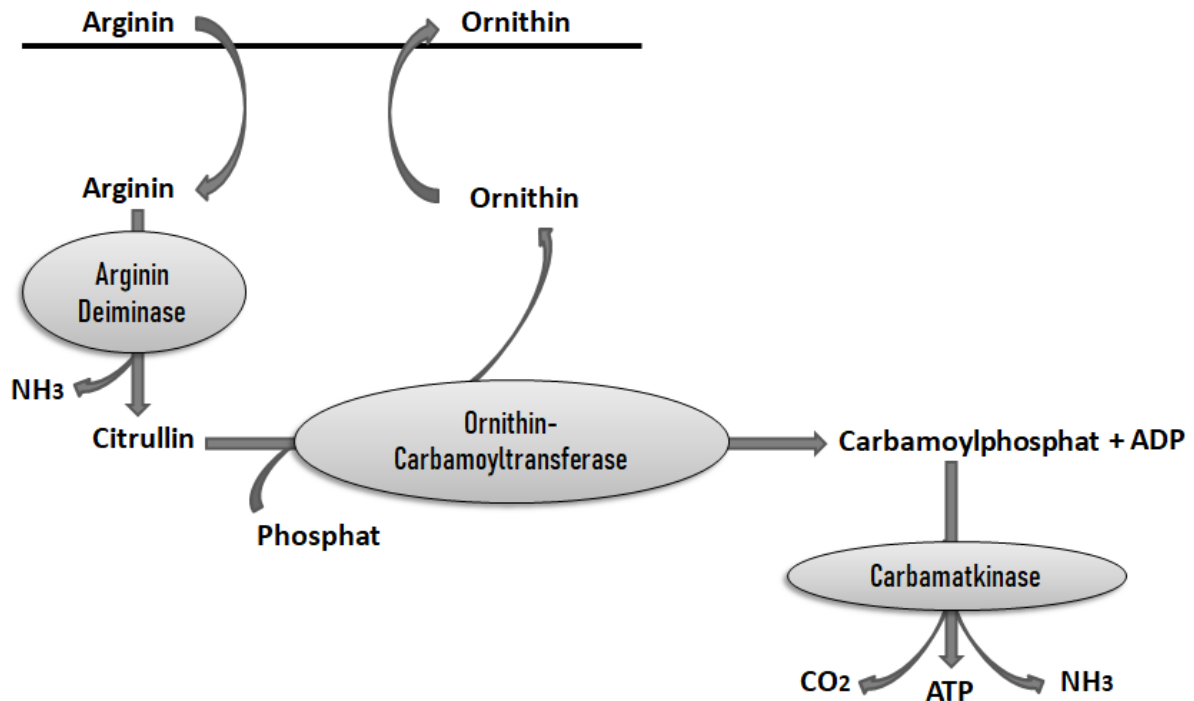 Arginin
Ornithin
Arginin
Ornithin
Arginin
Deiminase
NH3
Citrullin
Ornithin-
Carbamoyltransferase
Carbamoylphosphat + ADP
Phosphat
Carbamatkinase
CO2
ATP
NH3